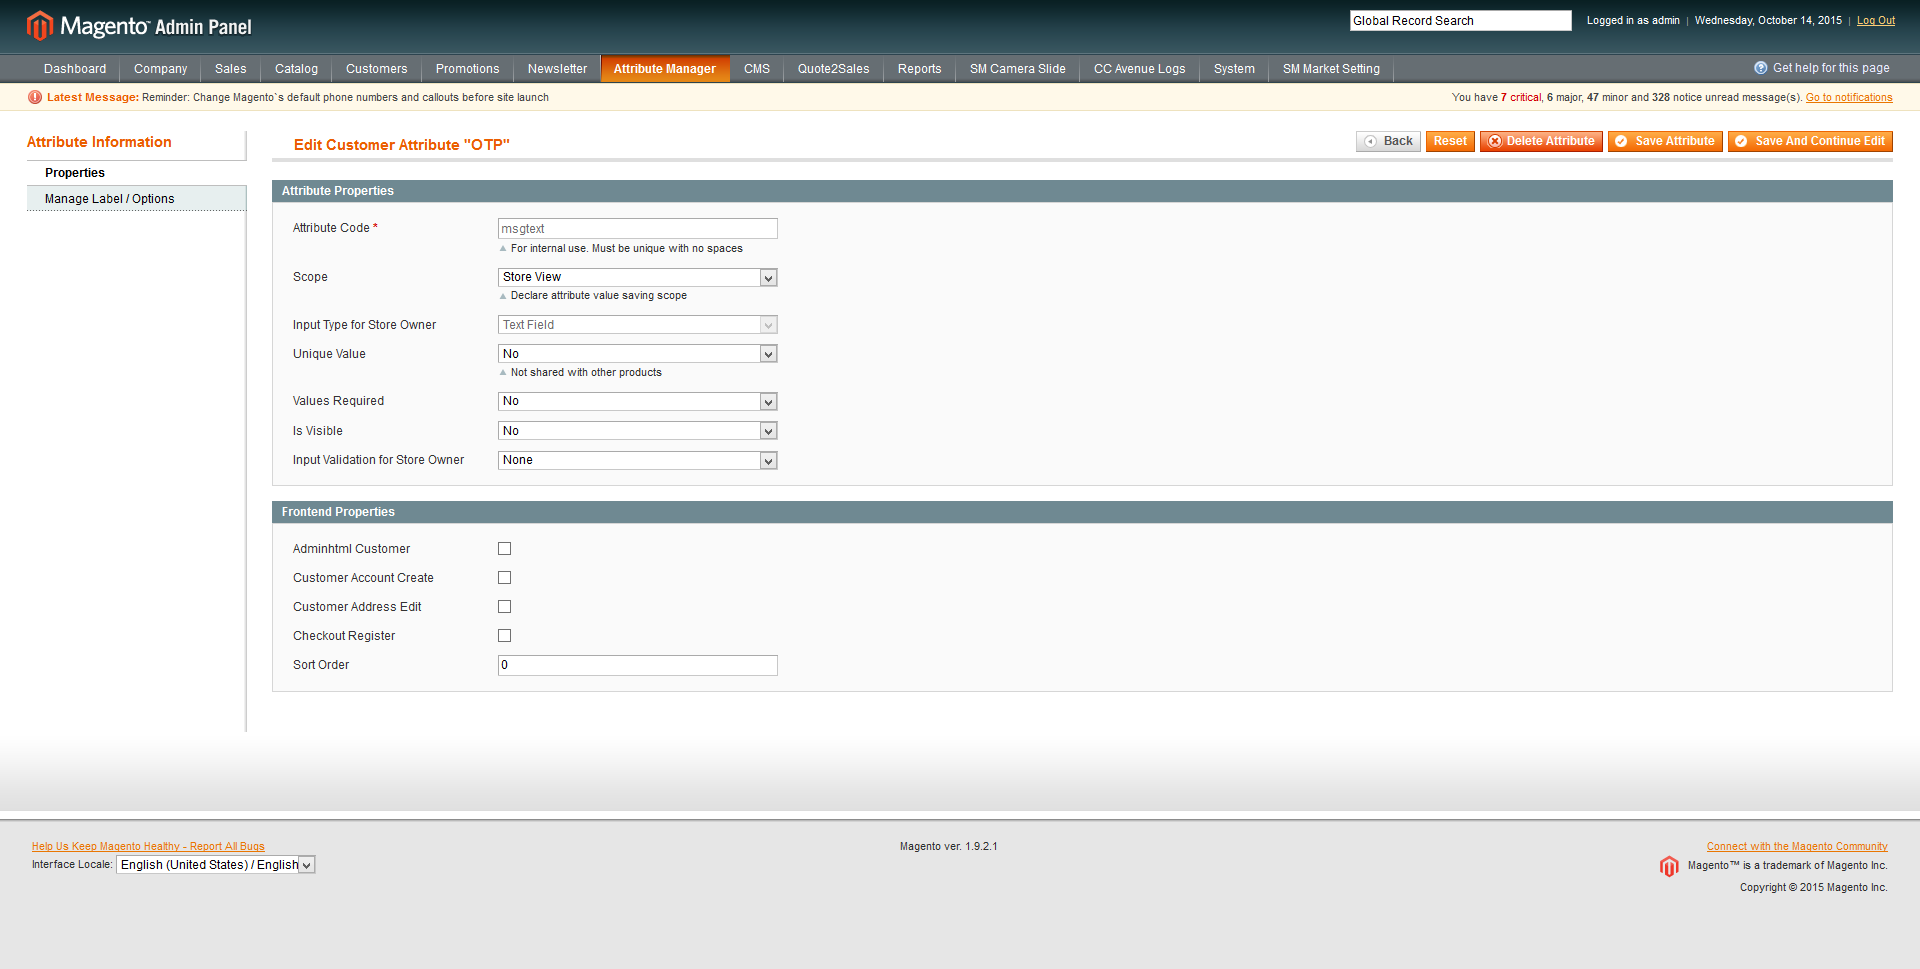 Magento™ Admin Panel
Global Record Search
Logged in as admin | Wednesday, October 14, 2015 | Log Out
Dashboard Company Sales Catalog Customers Promotions Newsletter Attribute Manager CMS Quote2Sales Reports SM Camera Slide CC Avenue Logs System SM Market Setting Get help for this page
Latest Message: Reminder: Change Magento`s default phone numbers and callouts before site launch
You have 7 critical, 6 major, 47 minor and 328 notice unread message(s). Go to notifications
Attribute Information
Properties
Manage Label / Options
Edit Customer Attribute "OTP"
Back Reset Delete Attribute Save Attribute Save And Continue Edit
Attribute Properties
Attribute Code * msgtext
For internal use. Must be unique with no spaces
Scope Store View
Declare attribute value saving scope
Input Type for Store Owner Text Field
Unique Value No
Not shared with other products
Values Required No
Is Visible No
Input Validation for Store Owner None
Frontend Properties
Adminhtml Customer
Customer Account Create
Customer Address Edit
Checkout Register
Sort Order 0
Help Us Keep Magento Healthy - Report All Bugs
Interface Locale: English (United States) / English
Magento ver. 1.9.2.1
Connect with the Magento Community
Magento™ is a trademark of Magento Inc.
Copyright © 2015 Magento Inc.